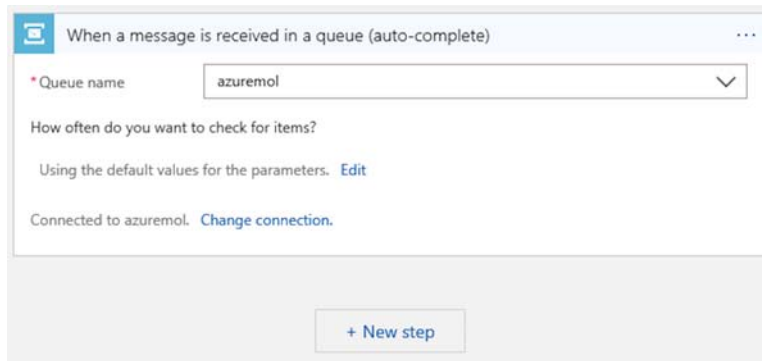 When a message is received in a queue (auto-complete) ...
* Queue name azuremol
How often do you want to check for items?
Using the default values for the parameters. Edit
Connected to azuremol. Change connection.
+ New step